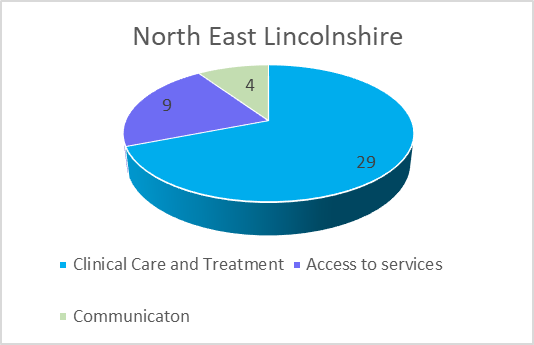 North East Lincolnshire
4
9
29
Clinical Care and Treatment Access to services
Communicaton